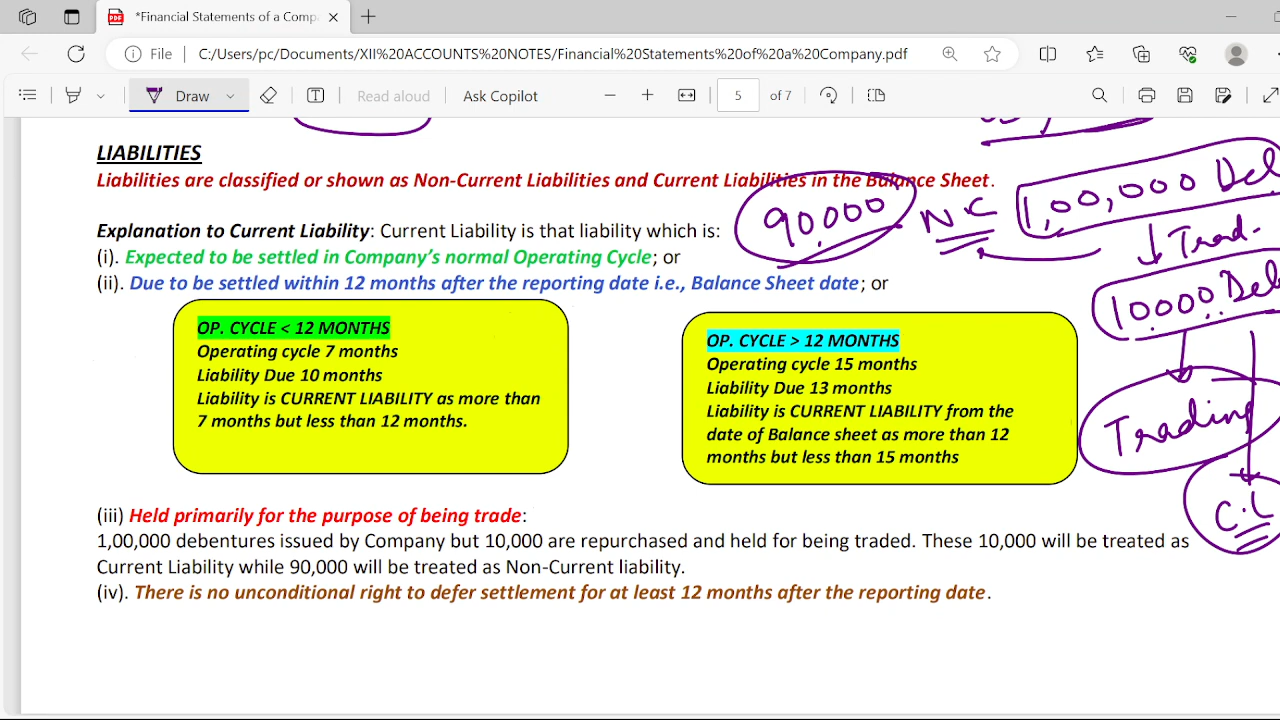 *Financial Statements of a Comp
File
C:/Users/pc/Documents/XII%20ACCOUNTS%20NOTES/Financial%20Statements%20of%20a%20Company.pdf
Draw
Read aloud
Ask Copilot
5
of 7
LIABILITIES
Liabilities are classified or shown as Non-Current Liabilities and Current Liabilities in the Balance Sheet.
90,000
NC
1,00,000 Deb
Trad.
10000 Deb
Trading
C.L
Explanation to Current Liability: Current Liability is that liability which is:
(i). Expected to be settled in Company's normal Operating Cycle; or
(ii). Due to be settled within 12 months after the reporting date i.e., Balance Sheet date; or
OP. CYCLE < 12 MONTHS
Operating cycle 7 months
Liability Due 10 months
Liability is CURRENT LIABILITY as more than
7 months but less than 12 months.
OP. CYCLE > 12 MONTHS
Operating cycle 15 months
Liability Due 13 months
Liability is CURRENT LIABILITY from the
date of Balance sheet as more than 12
months but less than 15 months
(iii) Held primarily for the purpose of being trade:
1,00,000 debentures issued by Company but 10,000 are repurchased and held for being traded. These 10,000 will be treated as
Current Liability while 90,000 will be treated as Non-Current liability.
(iv). There is no unconditional right to defer settlement for at least 12 months after the reporting date.